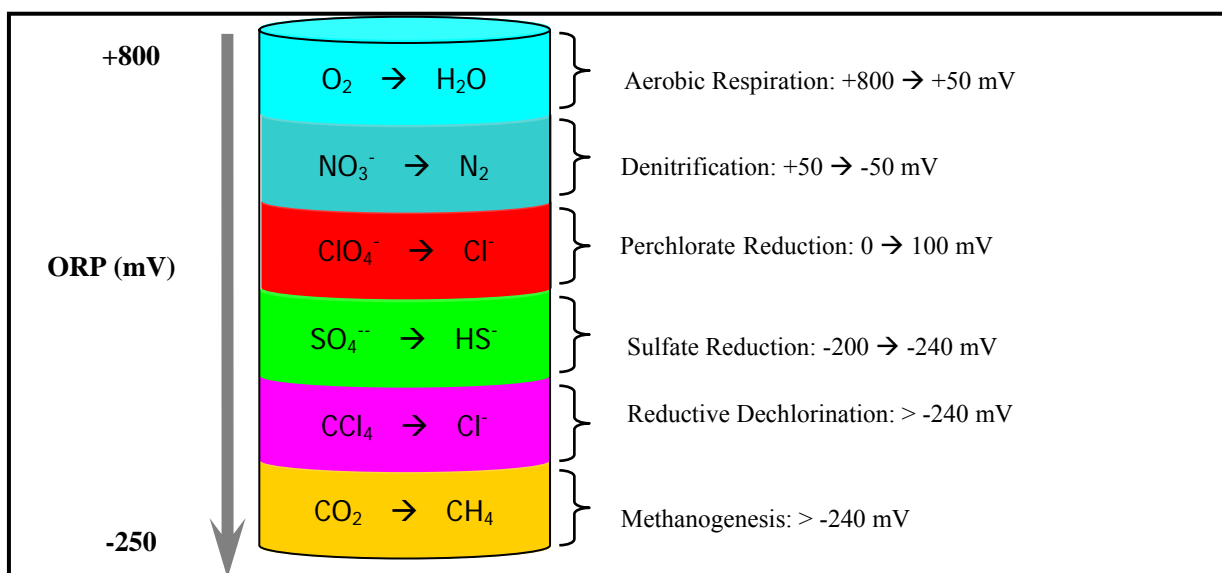 +800
O₂ → H₂O
Aerobic Respiration: +800 → +50 mV
NO₃⁻ → N₂
Denitrification: +50 → -50 mV
ClO₄⁻ → Cl⁻
Perchlorate Reduction: 0 → 100 mV
ORP (mV)
SO₄⁻⁻ → HS⁻
Sulfate Reduction: -200 → -240 mV
CCl₄ → Cl⁻
Reductive Dechlorination: > -240 mV
CO₂ → CH₄
Methanogenesis: > -240 mV
-250